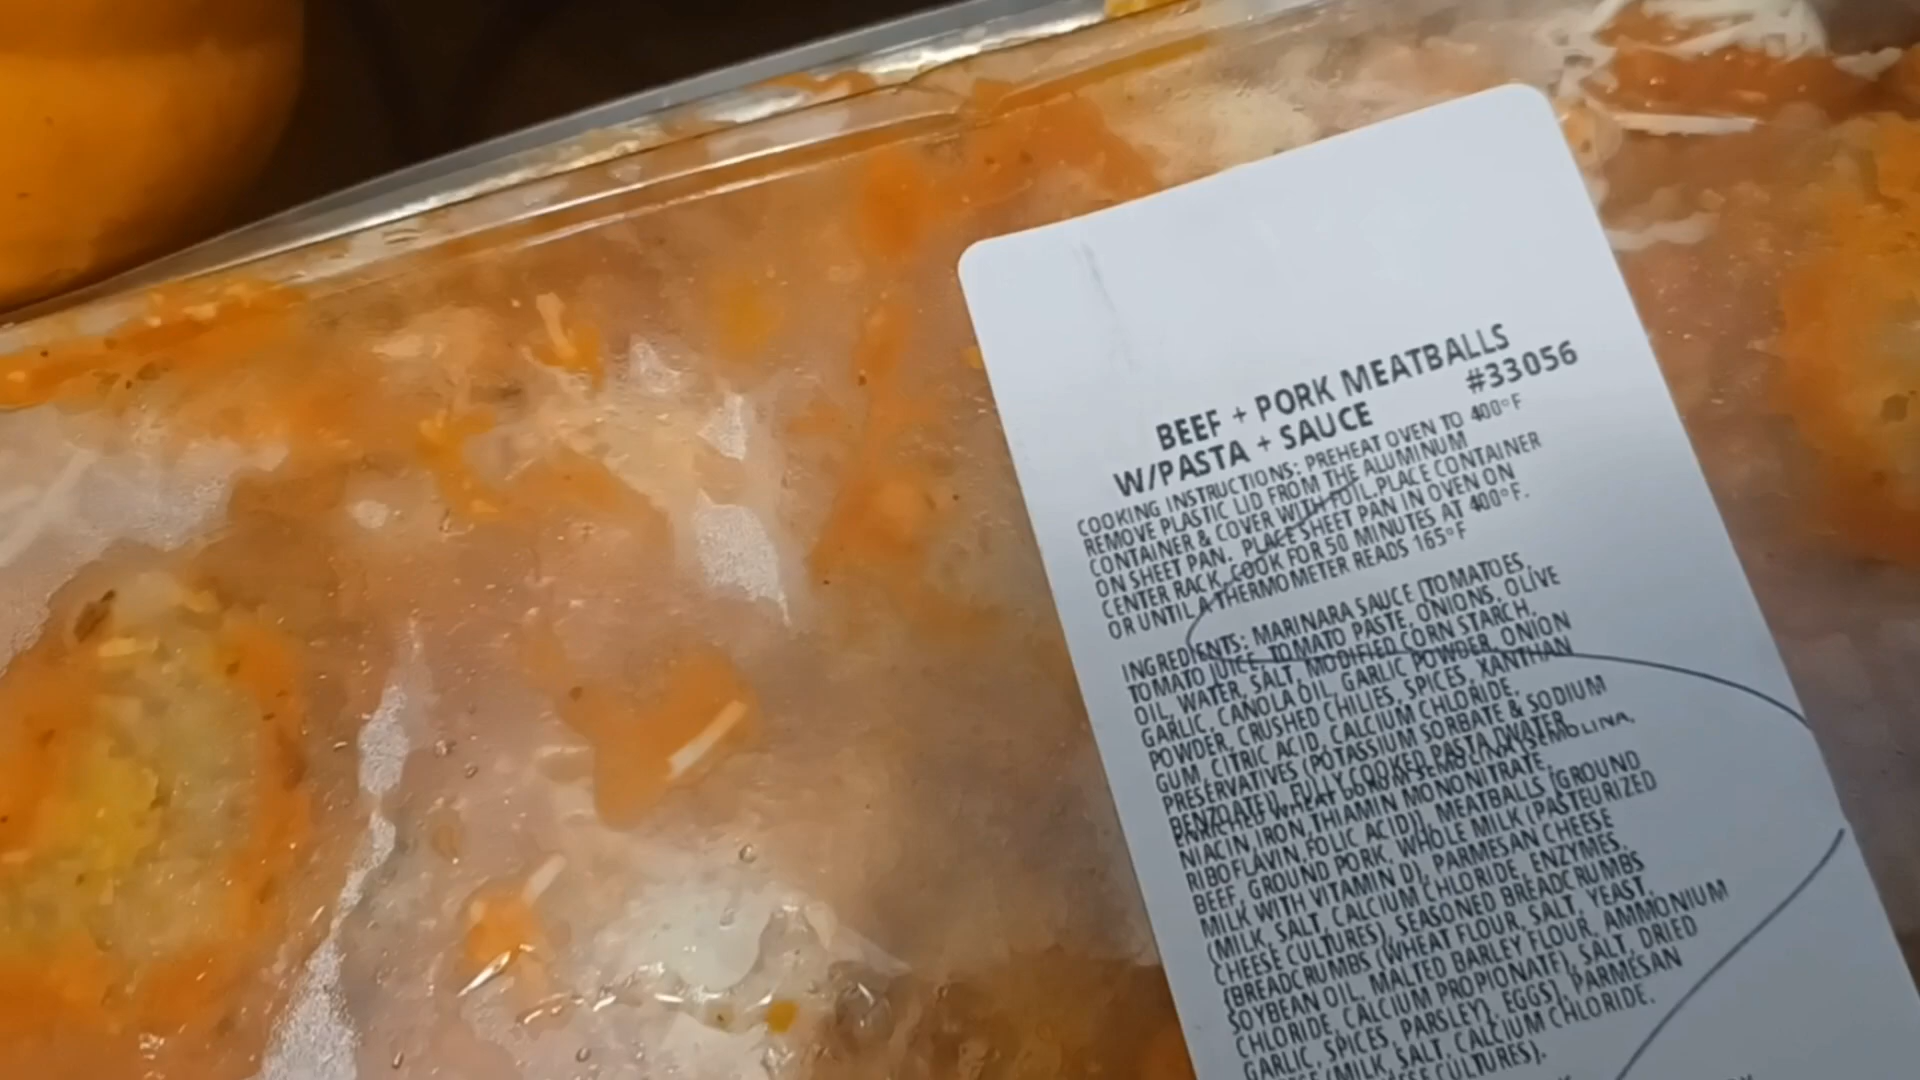 BEEF + PORK MEATBALLS
W/PASTA + SAUCE #33056
COOKING INSTRUCTIONS: PREHEAT OVEN TO 400°F
REMOVE PLASTIC LID FROM THE ALUMINUM
CONTAINER & COVER WITH FOIL. PLACE CONTAINER
ON SHEET PAN. PLACE SHEET PAN IN OVEN ON
CENTER RACK, COOK FOR 50 MINUTES AT 400°F.
OR UNTIL A THERMOMETER READS 165°F
INGREDIENTS: MARINARA SAUCE [TOMATOES,
TOMATO JUICE, TOMATO PASTE, ONIONS, OLIVE
OIL, WATER, SALT, MODIFIED CORN STARCH,
GARLIC, CANOLA OIL, GARLIC POWDER, ONION
POWDER, CRUSHED CHILIES, SPICES, XANTHAN
GUM, CITRIC ACID, CALCIUM CHLORIDE,
PRESERVATIVES (POTASSIUM SORBATE & SODIUM
BENZOATE)], FULLY COOKED PASTA [WATER,
ENRICHED WHEAT DURUM SEMOLINA (SEMOLINA,
NIACIN, IRON, THIAMIN MONONITRATE,
RIBOFLAVIN, FOLIC ACID)], MEATBALLS [GROUND
BEEF, GROUND PORK, WHOLE MILK (PASTEURIZED
MILK WITH VITAMIN D), PARMESAN CHEESE
(MILK, SALT, CALCIUM CHLORIDE, ENZYMES,
CHEESE CULTURES), SEASONED BREADCRUMBS
(BREADCRUMBS (WHEAT FLOUR, SALT, YEAST,
SOYBEAN OIL, MALTED BARLEY FLOUR, AMMONIUM
CHLORIDE, CALCIUM PROPIONATE), SALT, DRIED
GARLIC, SPICES, PARSLEY), EGGS], PARMESAN
(MILK, SALT, CALCIUM CHLORIDE,
CULTURES).